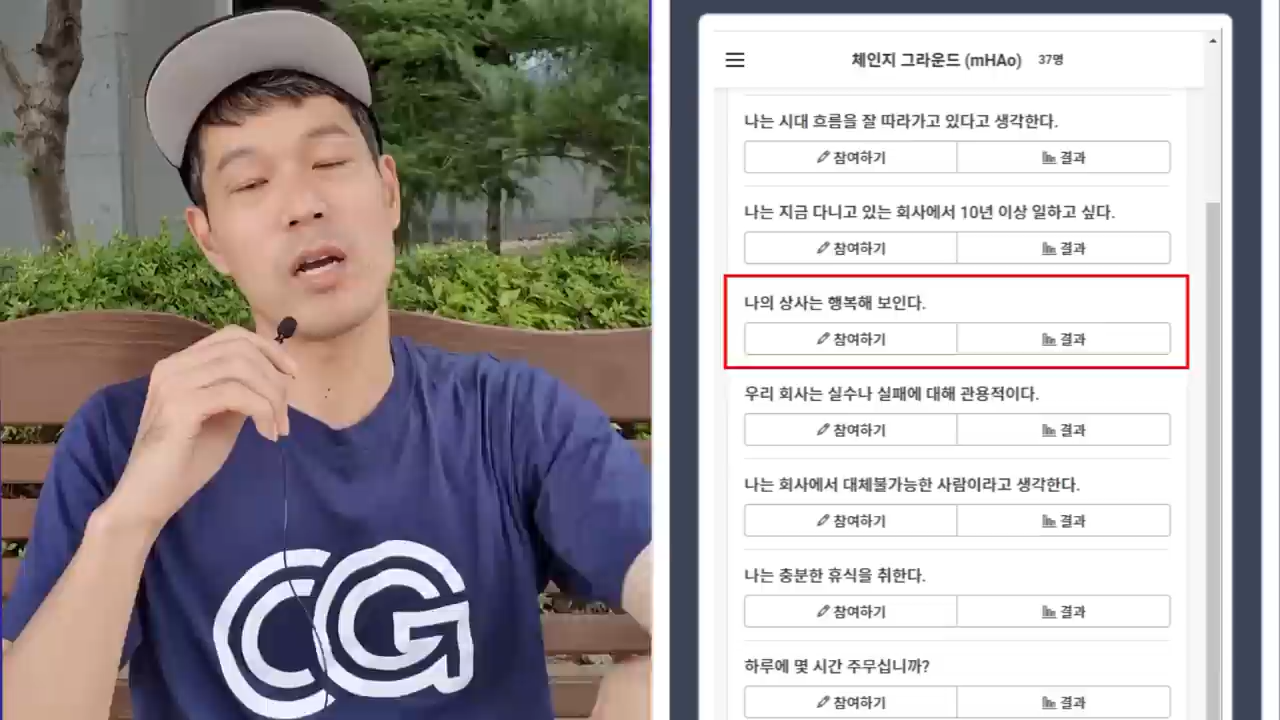 CG
체인지 그라운드 (mHAo) 37명
나는 시대 흐름을 잘 따라가고 있다고 생각한다.
참여하기 결과
나는 지금 다니고 있는 회사에서 10년 이상 일하고 싶다.
참여하기 결과
나의 상사는 행복해 보인다.
참여하기 결과
우리 회사는 실수나 실패에 대해 관용적이다.
참여하기 결과
나는 회사에서 대체불가능한 사람이라고 생각한다.
참여하기 결과
나는 충분한 휴식을 취한다.
참여하기 결과
하루에 몇 시간 주무십니까?
참여하기 결과